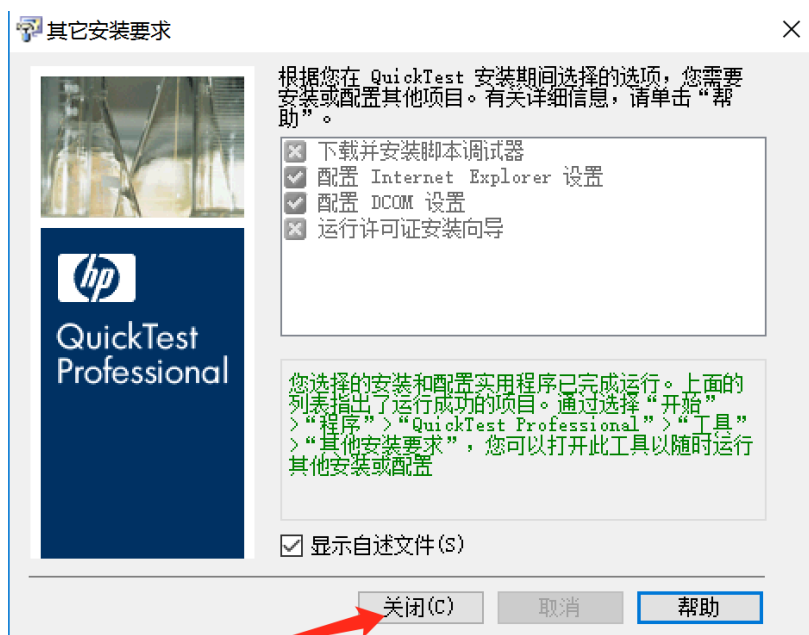 其它安装要求
根据您在 QuickTest 安装期间选择的选项，您需要
安装或配置其他项目。有关详细信息，请单击“帮
助”。
下载并安装脚本调试器
配置 Internet Explorer 设置
配置 DCOM 设置
运行许可证安装向导
hp
QuickTest
Professional
您选择的安装和配置实用程序已完成运行。上面的
列表指出了运行成功的项目。通过选择“开始”
>“程序”>“QuickTest Professional”>“工具”
>“其他安装要求”，您可以打开此工具以随时运行
其他安装或配置
显示自述文件(S)
关闭(C)
取消
帮助